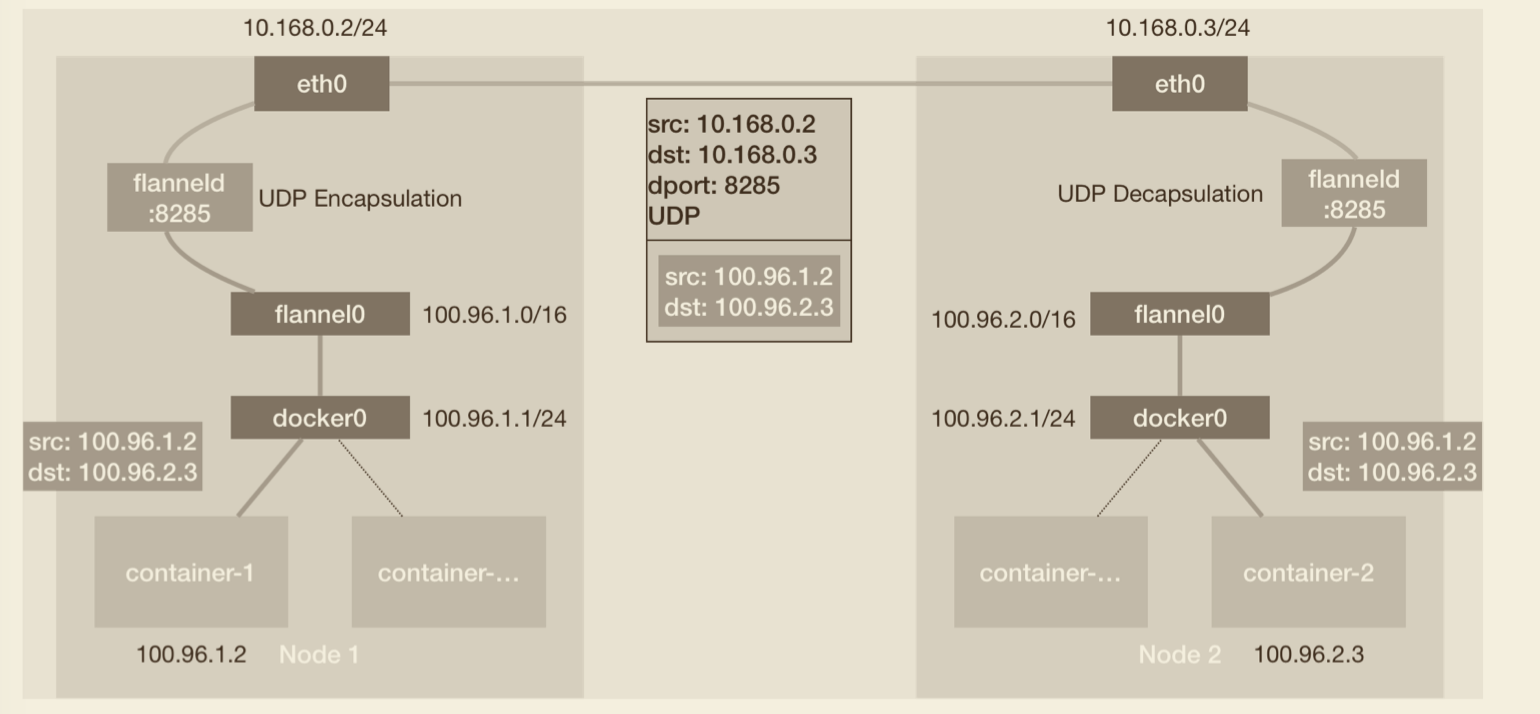 10.168.0.2/24
10.168.0.3/24
eth0
eth0
src: 10.168.0.2
dst: 10.168.0.3
dport: 8285
UDP
src: 100.96.1.2
dst: 100.96.2.3
flanneld
:8285
UDP Encapsulation
UDP Decapsulation
flanneld
:8285
flannel0
100.96.1.0/16
100.96.2.0/16
flannel0
docker0
100.96.1.1/24
100.96.2.1/24
docker0
src: 100.96.1.2
dst: 100.96.2.3
src: 100.96.1.2
dst: 100.96.2.3
container-1
container-...
container-...
container-2
100.96.1.2
Node 1
Node 2
100.96.2.3